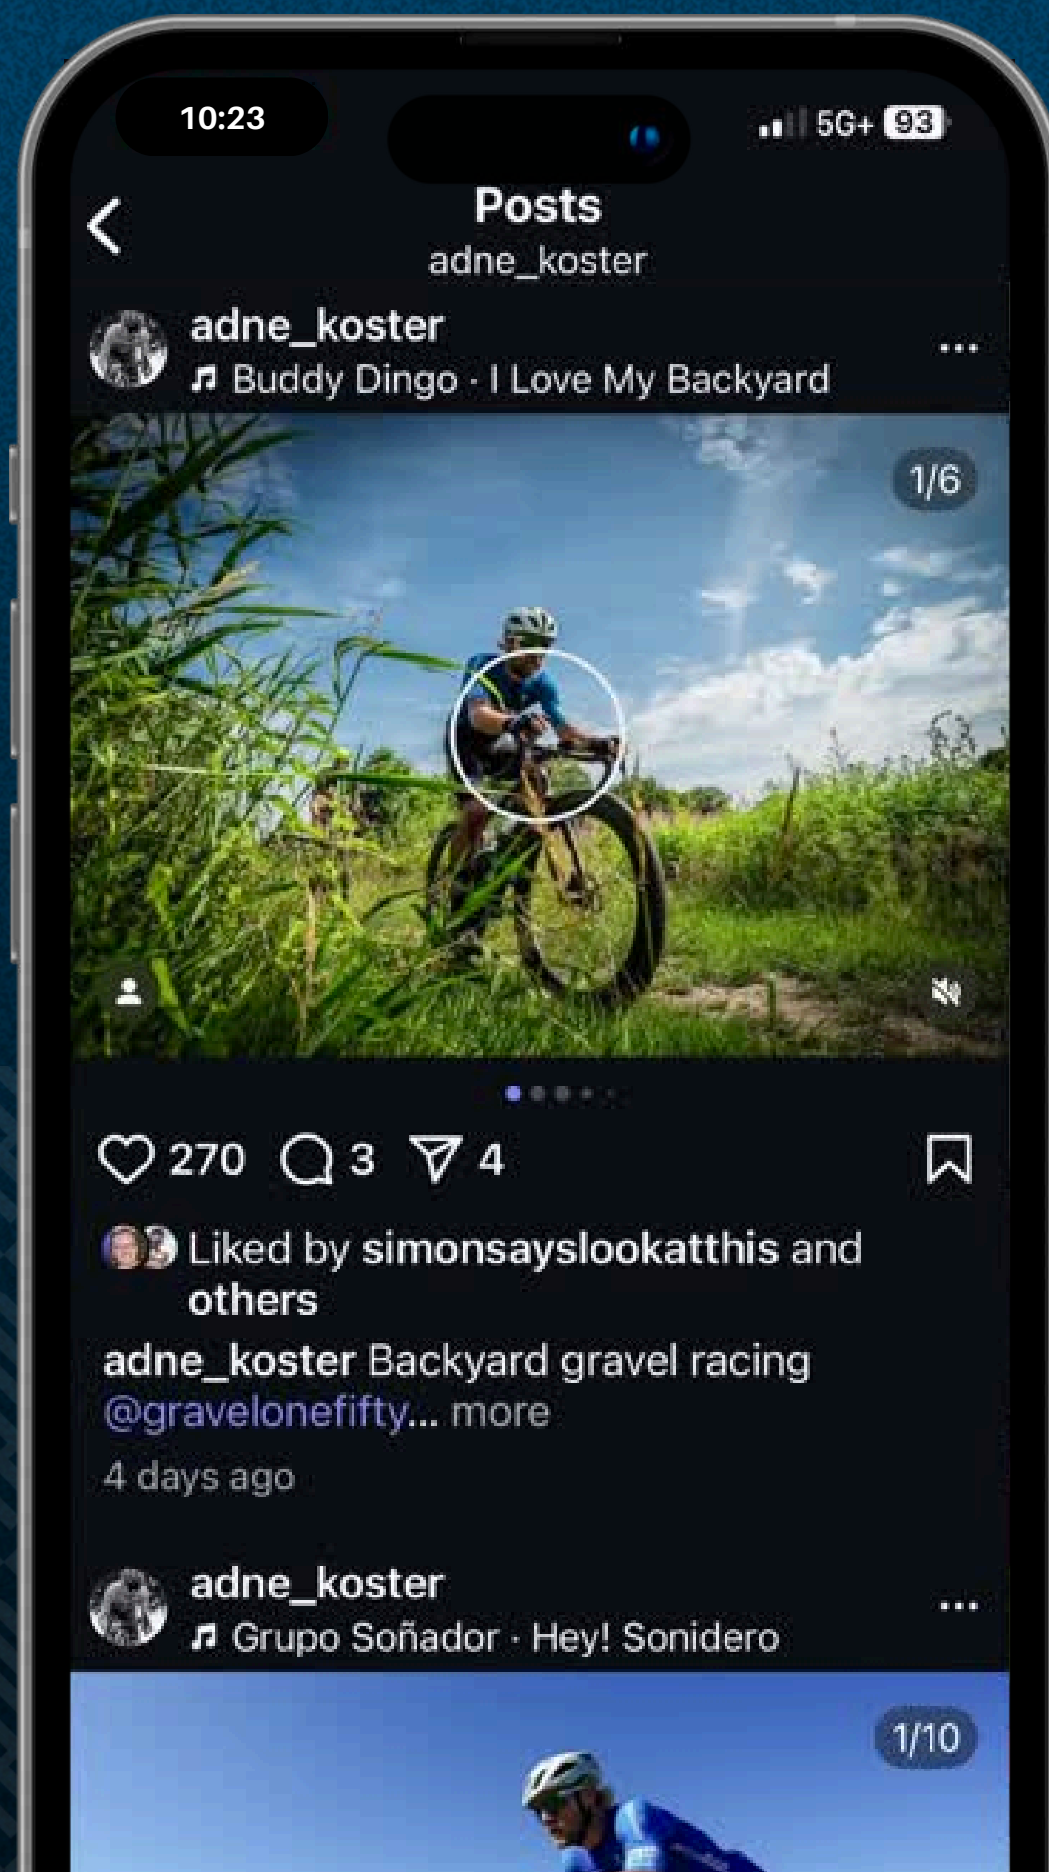 10:23
5G+ 93
Posts
adne_koster
adne_koster
Buddy Dingo · I Love My Backyard
1/6
270 3 4
Liked by simonsayslookatthis and
others
adne_koster Backyard gravel racing
@gravelonefifty... more
4 days ago
adne_koster
Grupo Soñador · Hey! Sonidero
1/10